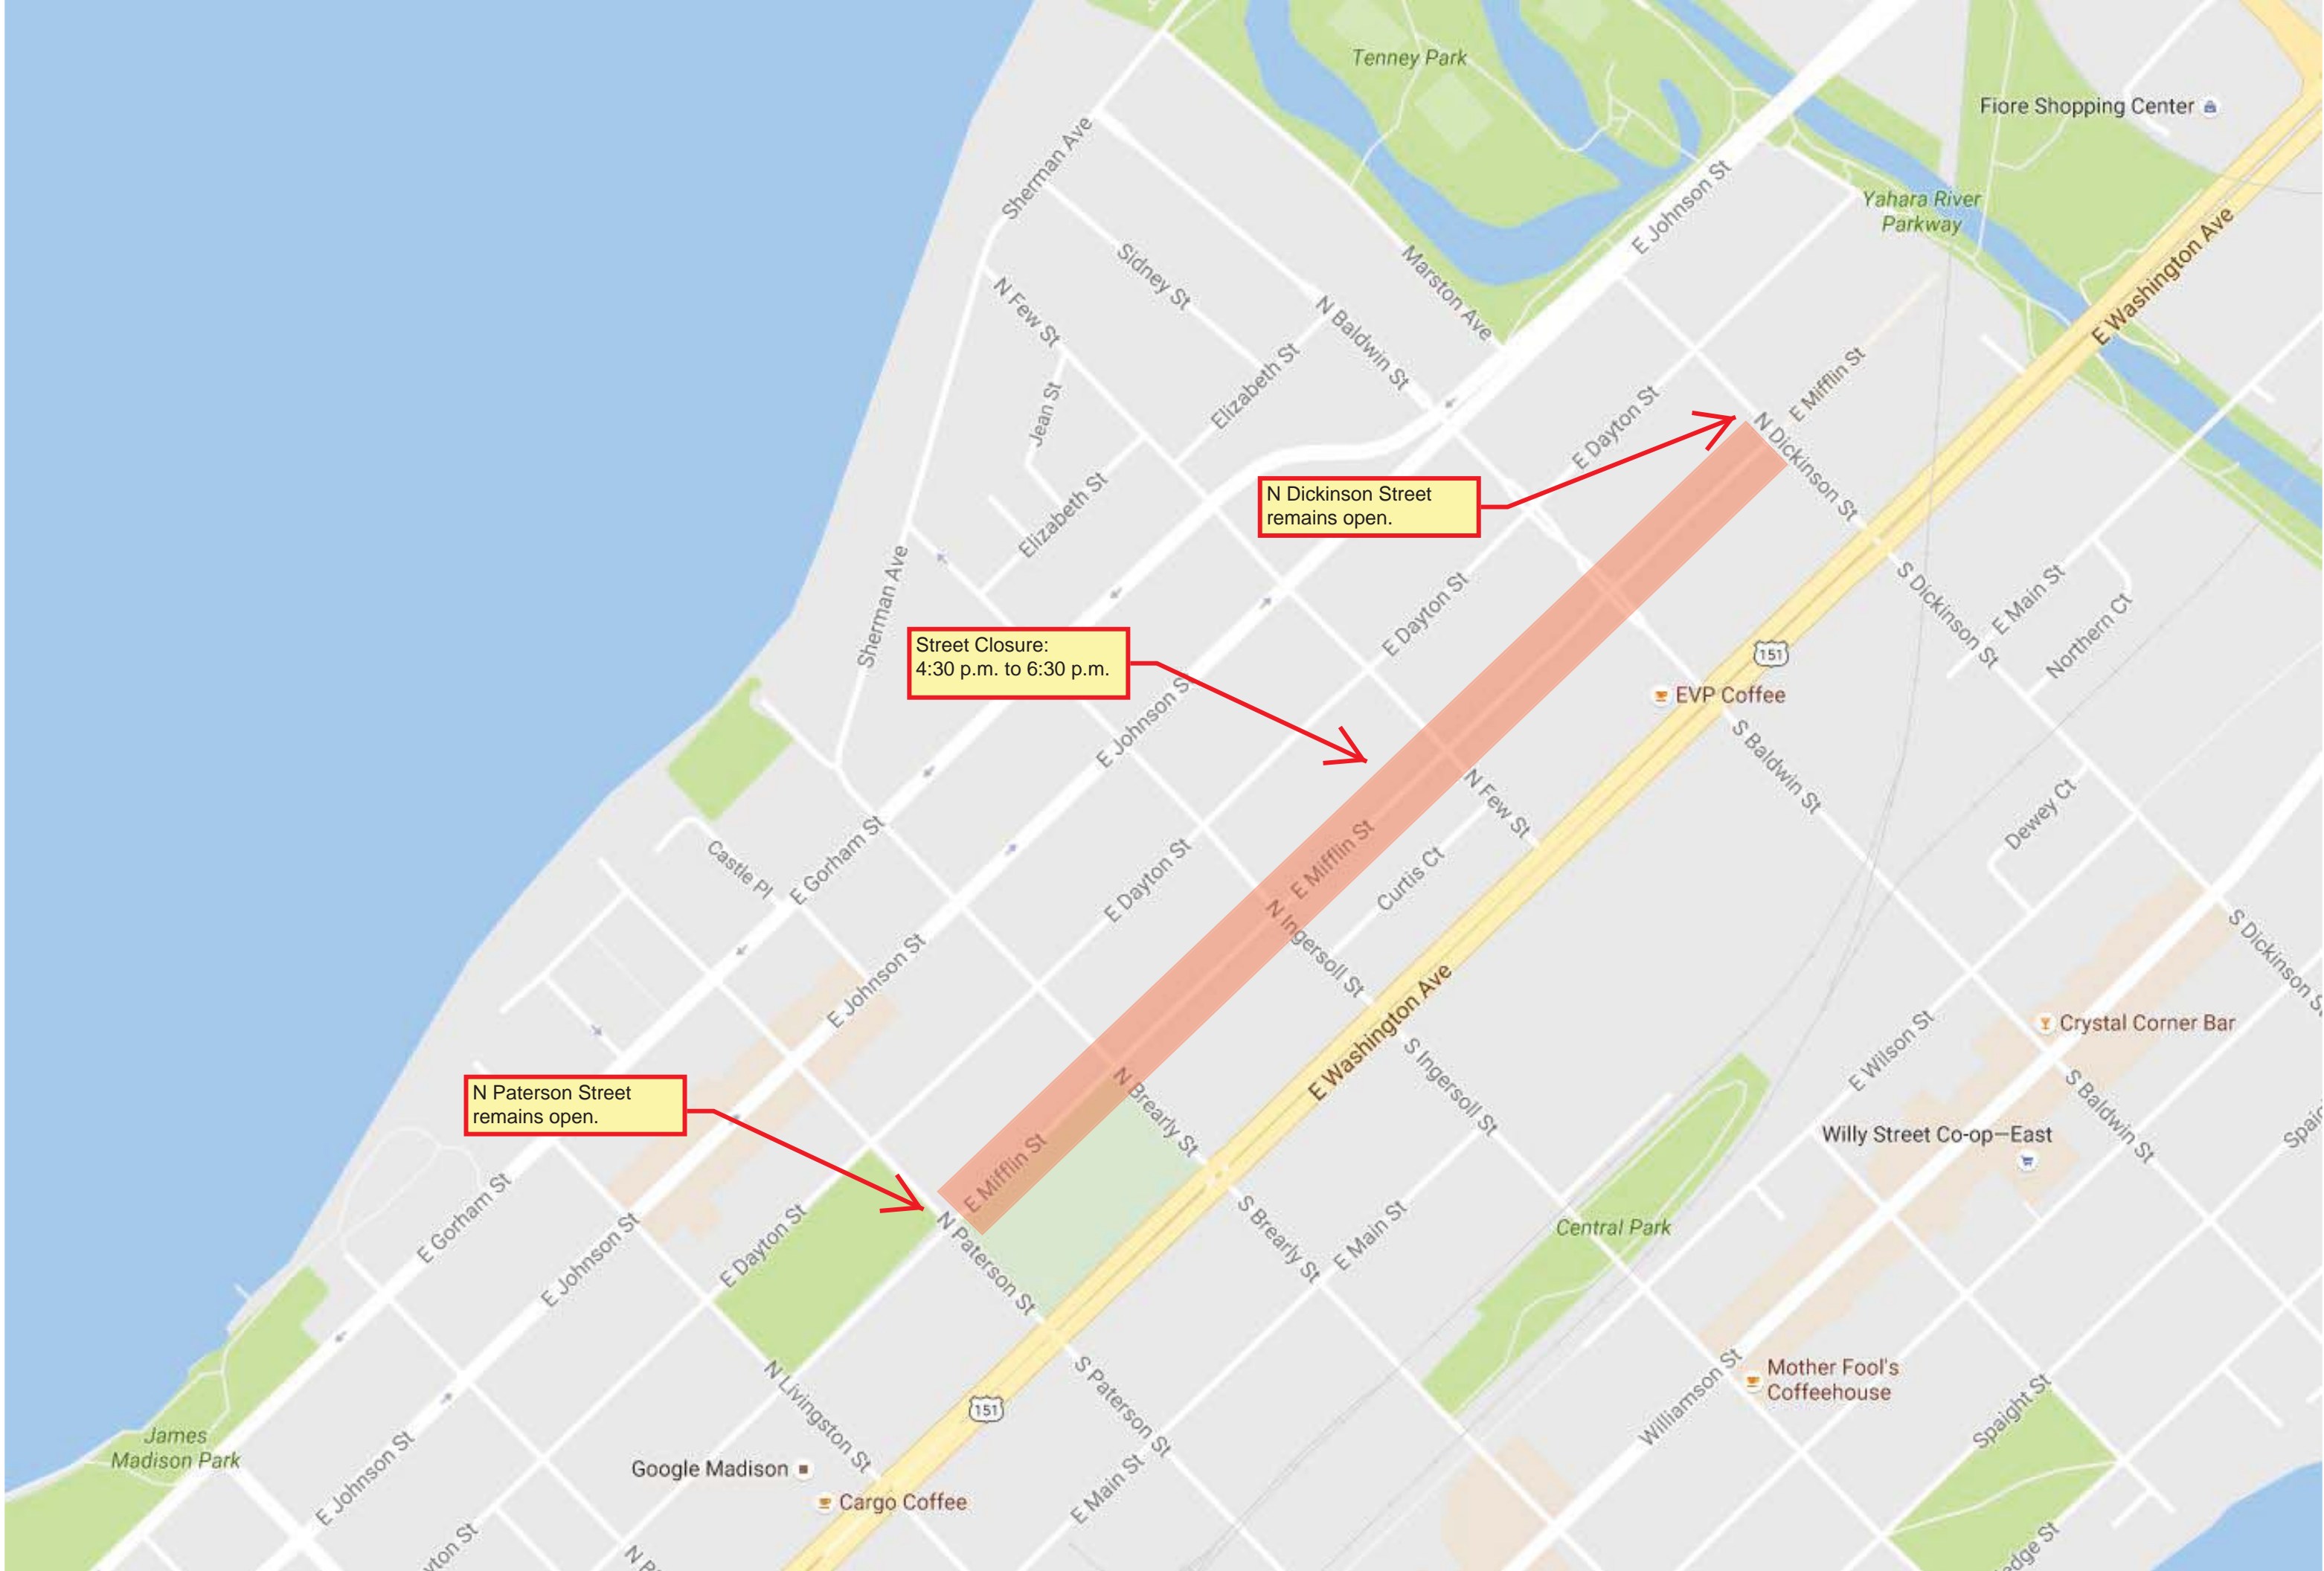 Tenney Park
Fiore Shopping Center
Sherman Ave
E Johnson St
Yahara River
Parkway
E Washington Ave
Sidney St
Marston Ave
N Few St
N Baldwin St
Elizabeth St
Jean St
E Mifflin St
E Dayton St
N Dickinson St
N Dickinson Street
remains open.
Elizabeth St
Sherman Ave
E Dayton St
S Dickinson St
E Main St
Northern Ct
Street Closure:
4:30 p.m. to 6:30 p.m.
151
EVP Coffee
E Johnson S
S Baldwin St
N Few St
Dewey Ct
E Mifflin St
Castle Pl
E Gorham St
Curtis Ct
E Dayton St
N Ingersoll St
S Dickinson S
E Johnson St
E Washington Ave
Crystal Corner Bar
E Wilson St
S Ingersoll St
N Paterson Street
remains open.
N Brearly St
S Baldwin St
Willy Street Co-op—East
E Mifflin St
E Gorham St
E Dayton St
E Johnson St
N Paterson St
S Brearly St
E Main St
Central Park
Mother Fool's
Coffeehouse
S Paterson St
N Livingston St
Williamson St
Spaight St
151
James
Madison Park
E Johnson St
Google Madison
Cargo Coffee
E Main St
yton St
edge St